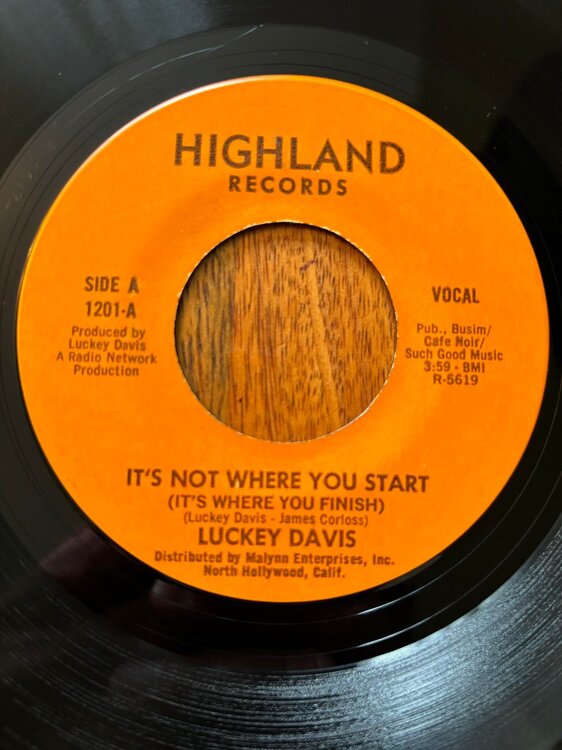 HIGHLAND
RECORDS
SIDE A
1201-A
Produced by
Luckey Davis
A Radio Network
Production
VOCAL
Pub., Busim/
Cafe Noir/
Such Good Music
3:59 - BMI
R-5619
IT'S NOT WHERE YOU START
(IT'S WHERE YOU FINISH)
(Luckey Davis - James Corloss)
LUCKEY DAVIS
Distributed by Malynn Enterprises, Inc.
North Hollywood, Calif.